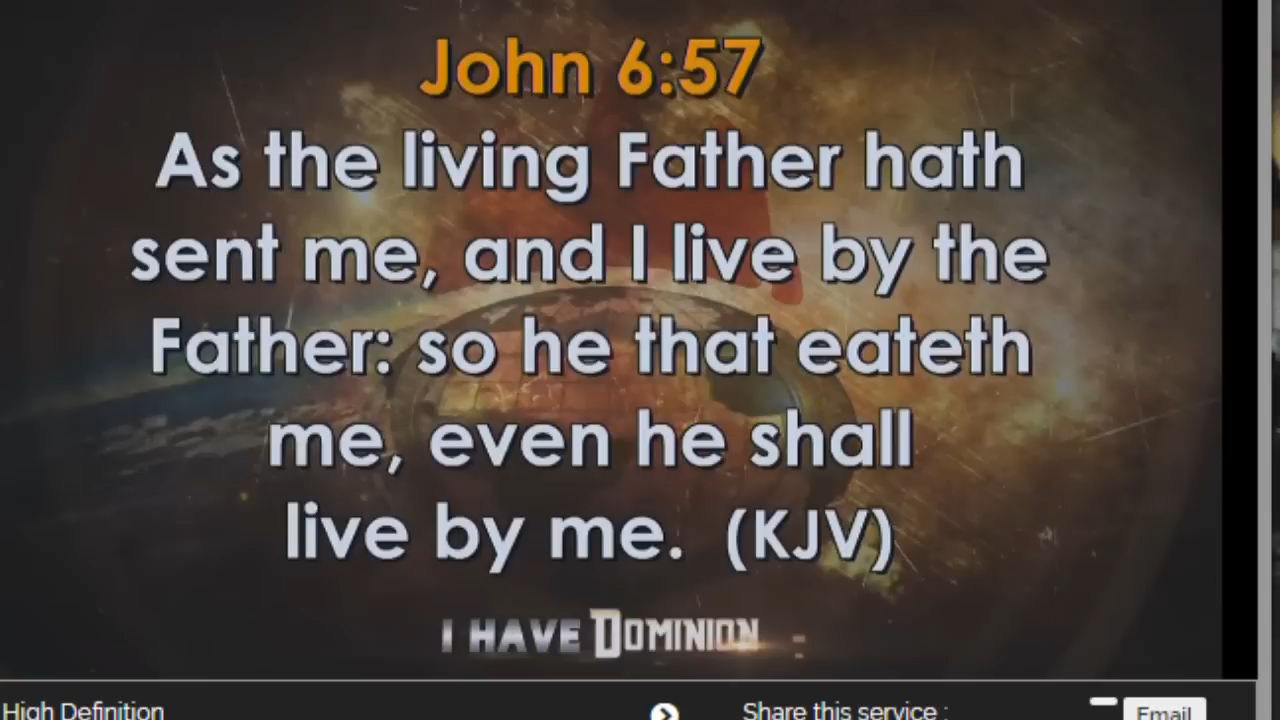 John 6:57
As the living Father hath
sent me, and I live by the
Father: so he that eateth
me, even he shall
live by me. (KJV)
I HAVE DOMINION
High Definition
Share this service :
Email